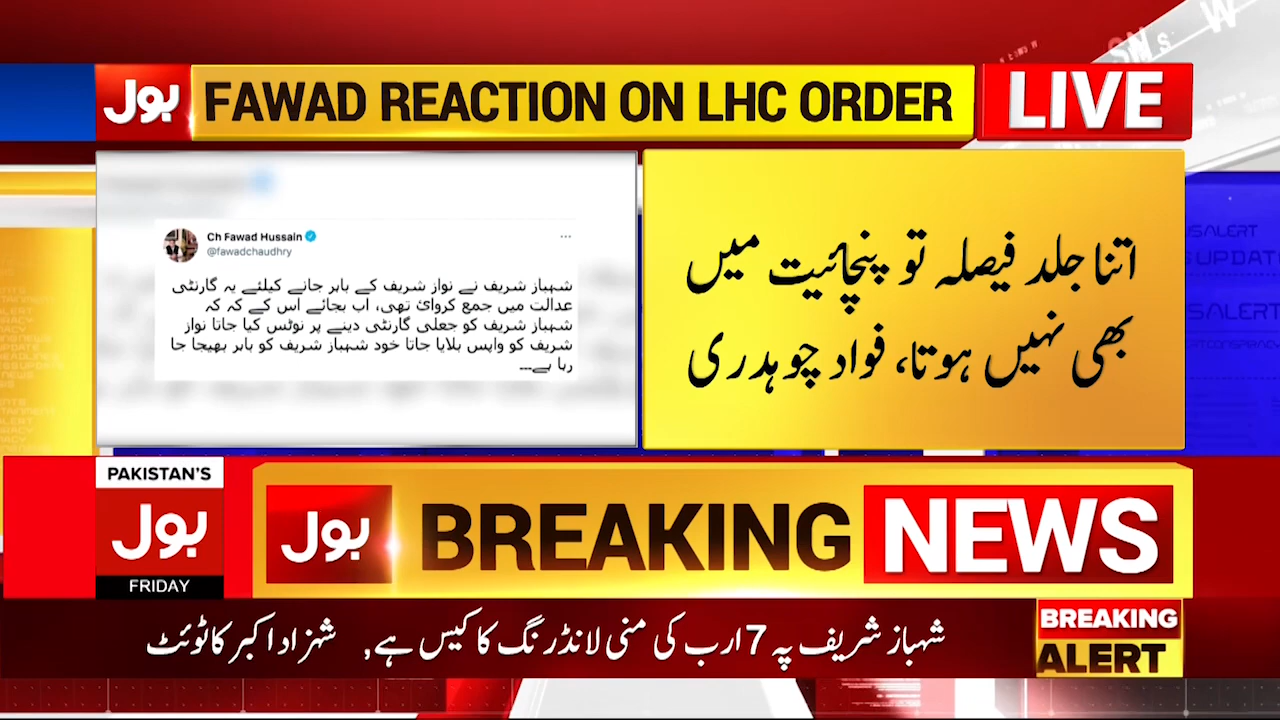 بول FAWAD REACTION ON LHC ORDER LIVE
Ch Fawad Hussain
@fawadchaudhry
شہباز شریف نے نواز شریف کے باہر جانے کیلئے یہ گارنٹی
عدالت میں جمع کروائ تھی، اب بجائے اس کے کہ کہ
شہباز شریف کو جعلی گارنٹی دینے پر نوٹس کیا جاتا نواز
شریف کو واپس بلایا جاتا خود شہباز شریف کو باہر بھیجا جا
رہا ہے۔۔۔
اتنا جلد فیصلہ تو پنچائیت میں
بھی نہیں ہوتا، فواد چوہدری
PAKISTAN'S
بول
FRIDAY
بول BREAKING NEWS
شہباز شریف پہ 7 ارب کی منی لانڈرنگ کا کیس ہے, شہزاد اکبر کا ٹوئٹ
BREAKING
ALERT